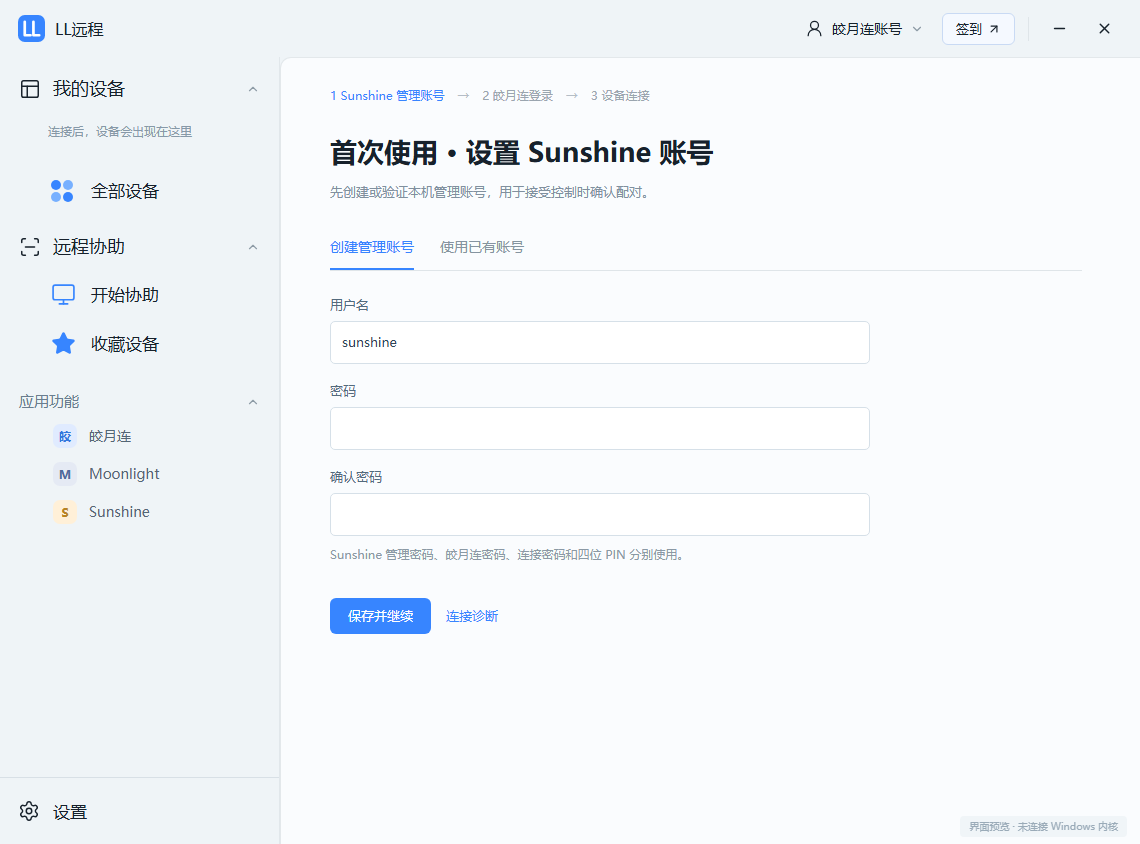 LL LL远程
皎月连账号
签到
我的设备
连接后，设备会出现在这里
全部设备
远程协助
开始协助
收藏设备
应用功能
皎 皎月连
M Moonlight
S Sunshine
设置
1 Sunshine 管理账号 → 2 皎月连登录 → 3 设备连接
首次使用 · 设置 Sunshine 账号
先创建或验证本机管理账号，用于接受控制时确认配对。
创建管理账号 使用已有账号
用户名
sunshine
密码
确认密码
Sunshine 管理密码、皎月连密码、连接密码和四位 PIN 分别使用。
保存并继续 连接诊断
界面预览 · 未连接 Windows 内核